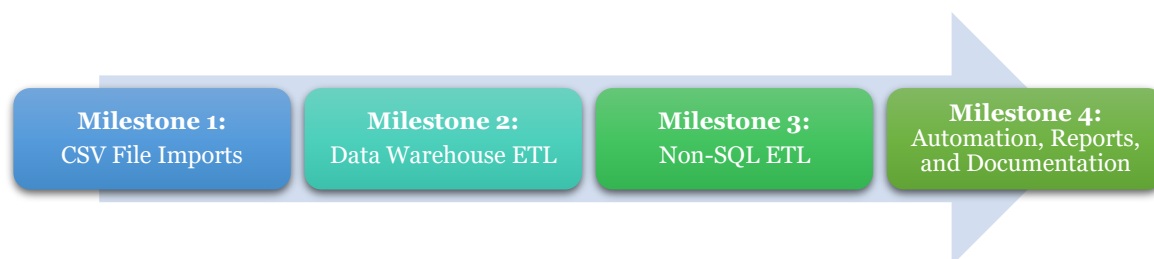 Milestone 1:
CSV File Imports
Milestone 2:
Data Warehouse ETL
Milestone 3:
Non-SQL ETL
Milestone 4:
Automation, Reports,
and Documentation